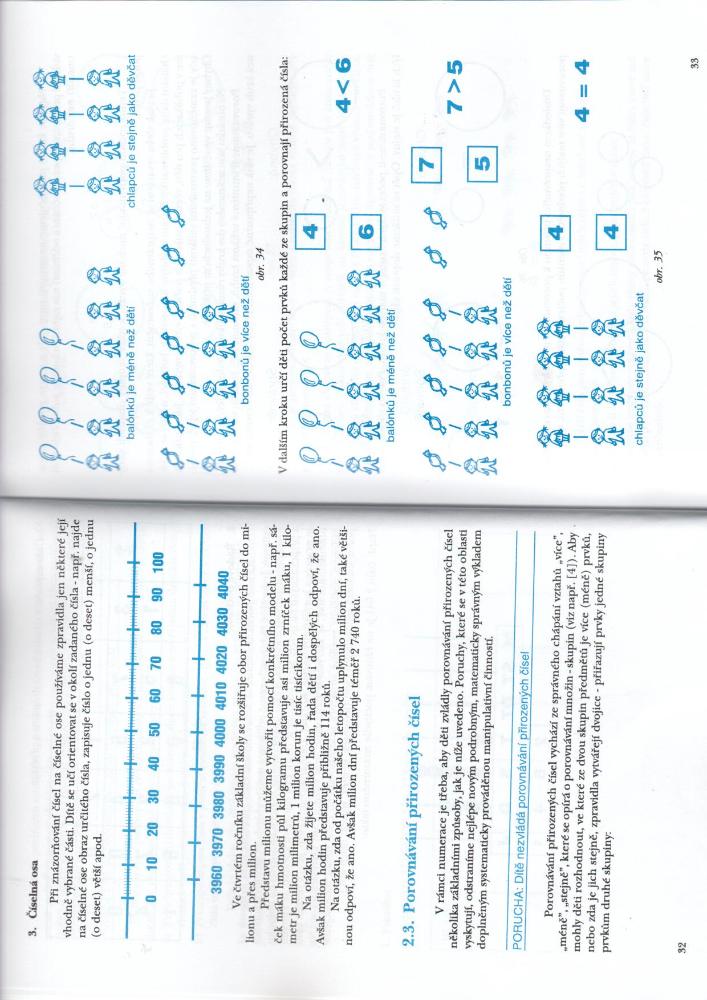 3. Číselná osa
Při znázorňování čísel na číselné ose používáme zpravidla jen některé její
vhodně vybrané části. Dítě se učí orientovat se v okolí zadaného čísla - např. najde
na číselné ose obraz určitého čísla, zapisuje číslo o jednu (o deset) menší, o jednu
(o deset) větší apod.
0 10 20 30 40 50 60 70 80 90 100
3960 3970 3980 3990 4000 4010 4020 4030 4040
Ve čtvrtém ročníku základní školy se rozšiřuje obor přirozených čísel do mi-
lionu a přes milion.
Představu milionu můžeme vytvořit pomocí konkrétního modelu - např. sá-
ček máku hmotnosti půl kilogramu představuje asi milion zrníček máku, 1 kilo-
metr je milion milimetrů, 1 milion korun je tisíc tisícikorun.
Na otázku, zda žijete milion hodin, řada dětí i dospělých odpoví, že ano.
Avšak milion hodin představuje přibližně 114 roků.
Na otázku, zda od počátku našeho letopočtu uplynulo milion dní, také většі-
nou odpoví, že ano. Avšak milion dní představuje téměř 2 740 roků.
2.3. Porovnávání přirozených čísel
V rámci numerace je třeba, aby děti zvládly porovnávání přirozených čísel
několika základními způsoby, jak je níže uvedeno. Poruchy, které se v této oblasti
vyskytují, odstraníme nejlépe novým podrobným, matematicky správným výkladem
doplněným systematicky prováděnou manipulativní činností.
PORUCHA: Dítě nezvládá porovnávání přirozených čísel
Porovnávání přirozených čísel vychází ze správného chápání vztahů „více”,
„méně”, „stejně”, které se opírá o porovnávání množin - skupin (viz např. [4]). Aby
mohly děti rozhodnout, ve které ze dvou skupin předmětů je více (méně) prvků,
nebo zda je jich stejně, zpravidla vytvářejí dvojice - přiřazují prvky jedné skupiny
prvkům druhé skupiny:
32
balónků je méně než dětí
chlapců je stejně jako děvčat
bonbonů je více než dětí
obr. 34
V dalším kroku určí děti počet prvků každé ze skupin a porovnají přirozená čísla:
4
6
4 < 6
balónků je méně než dětí
7
5
7 > 5
bonbonů je více než dětí
4
4
4 = 4
chlapců je stejně jako děvčat
obr. 35
33